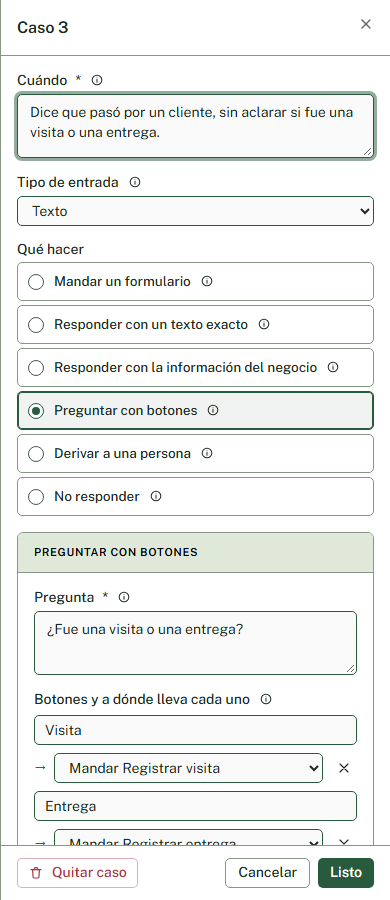 Caso 3
Cuándo *
Dice que pasó por un cliente, sin aclarar si fue una
visita o una entrega.
Tipo de entrada
Texto
Qué hacer
Mandar un formulario
Responder con un texto exacto
Responder con la información del negocio
Preguntar con botones
Derivar a una persona
No responder
PREGUNTAR CON BOTONES
Pregunta *
¿Fue una visita o una entrega?
Botones y a dónde lleva cada uno
Visita
→ Mandar Registrar visita
Entrega
→ Mandar Registrar entrega
Quitar caso
Cancelar
Listo